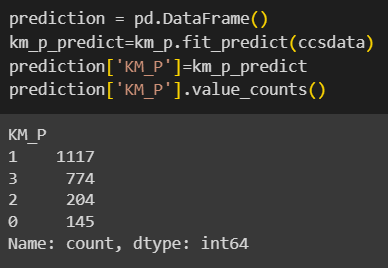 prediction = pd.DataFrame()
km_p_predict=km_p.fit_predict(ccsdata)
prediction['KM_P']=km_p_predict
prediction['KM_P'].value_counts()
KM_P
1    1117
3     774
2     204
0     145
Name: count, dtype: int64